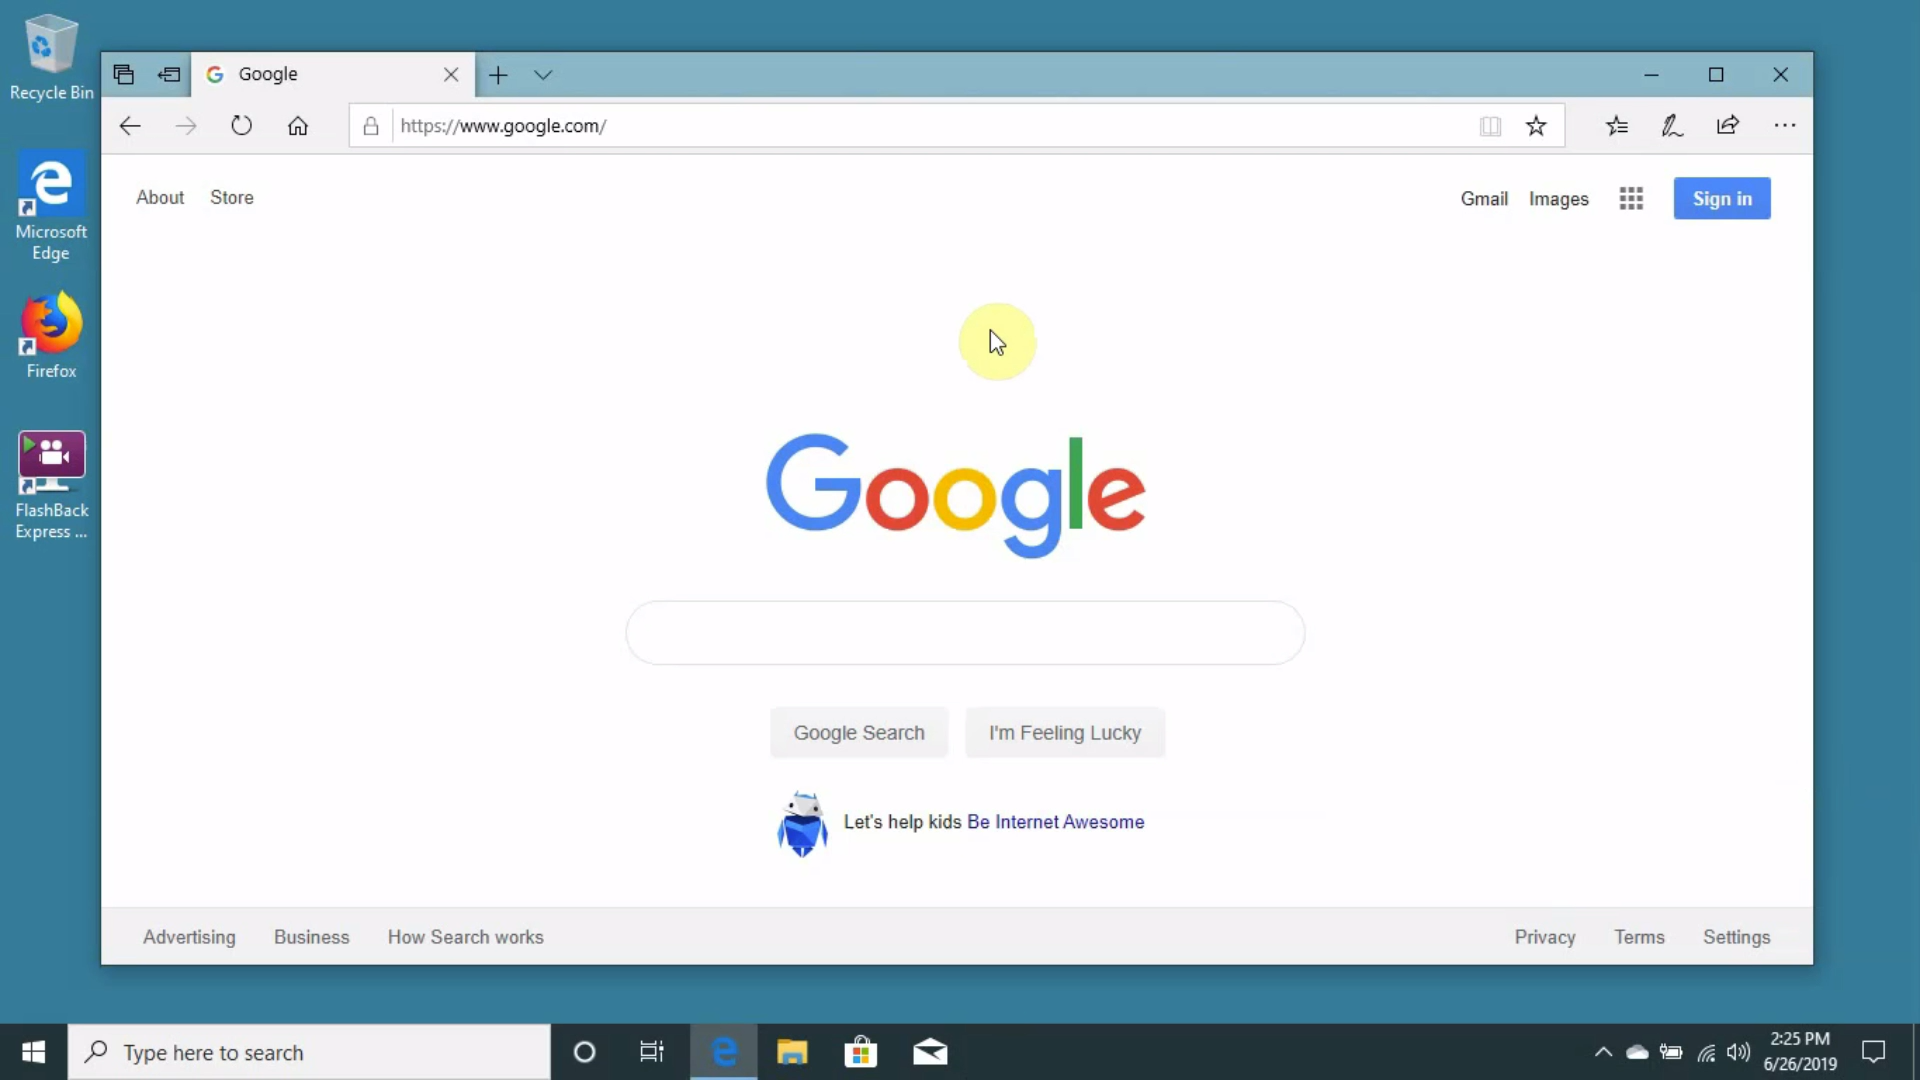 Recycle Bin
Microsoft
Edge
Firefox
FlashBack
Express ...
Google
https://www.google.com/
About Store
Gmail Images Sign in
Google
Google Search I'm Feeling Lucky
Let's help kids Be Internet Awesome
Advertising Business How Search works
Privacy Terms Settings
Type here to search
2:25 PM
6/26/2019